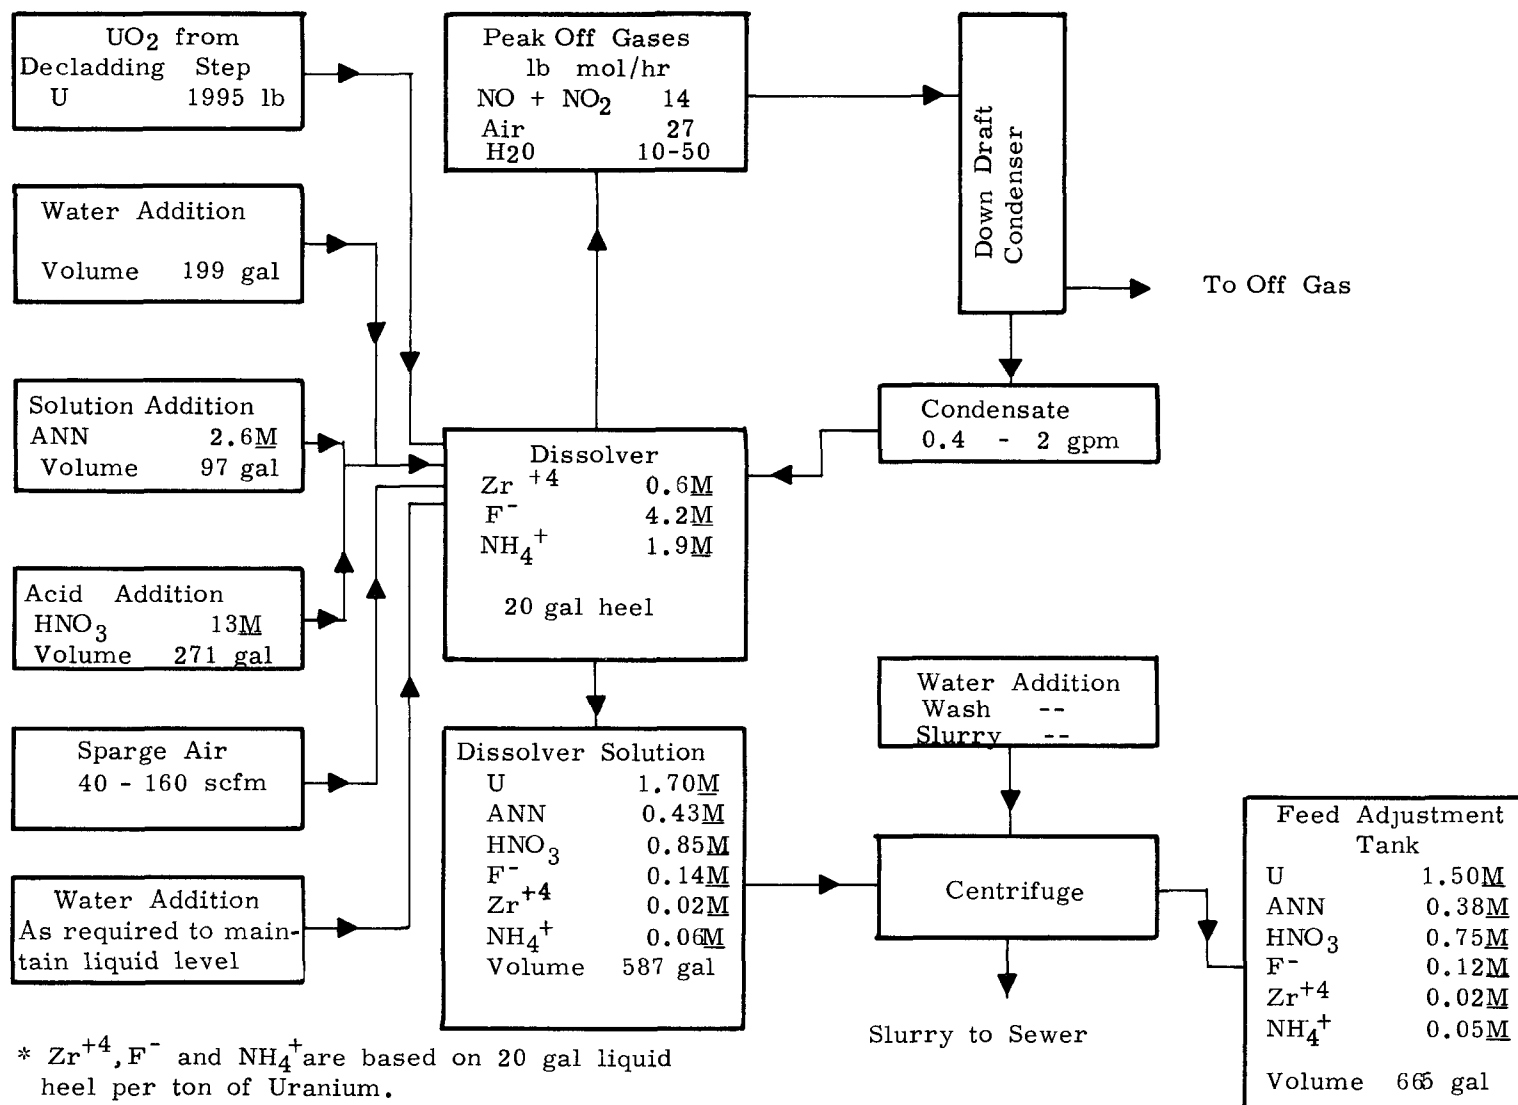 UO2 from
Decladding Step
U 1995 lb
Peak Off Gases
lb mol/hr
NO + NO2 14
Air 27
H20 10-50
Down Draft
Condenser
Water Addition
Volume 199 gal
To Off Gas
Solution Addition
ANN 2.6M
Volume 97 gal
Condensate
0.4 - 2 gpm
Dissolver
Zr +4 0.6M
F- 4.2M
NH4+ 1.9M
20 gal heel
Acid Addition
HNO3 13M
Volume 271 gal
Water Addition
Wash --
Slurry --
Sparge Air
40 - 160 scfm
Dissolver Solution
U 1.70M
ANN 0.43M
HNO3 0.85M
F- 0.14M
Zr+4 0.02M
NH4+ 0.06M
Volume 587 gal
Centrifuge
Feed Adjustment
Tank
U 1.50M
ANN 0.38M
HNO3 0.75M
F- 0.12M
Zr+4 0.02M
NH4+ 0.05M
Volume 665 gal
Water Addition
As required to main-
tain liquid level
Slurry to Sewer
* Zr+4, F- and NH4+ are based on 20 gal liquid
heel per ton of Uranium.